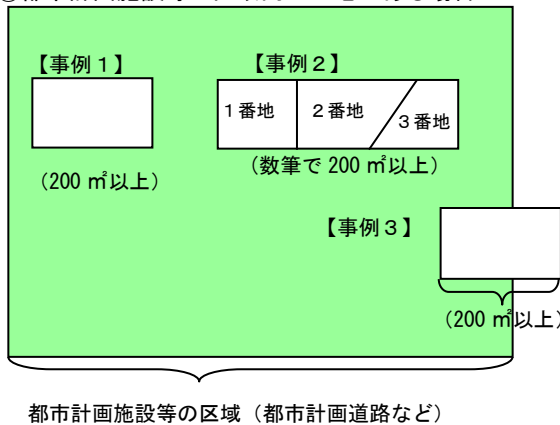 【事例１】
【事例２】
１番地
２番地
３番地
（200 ㎡以上）
（数筆で 200 ㎡以上）
【事例３】
（200 ㎡以上）
都市計画施設等の区域（都市計画道路など）